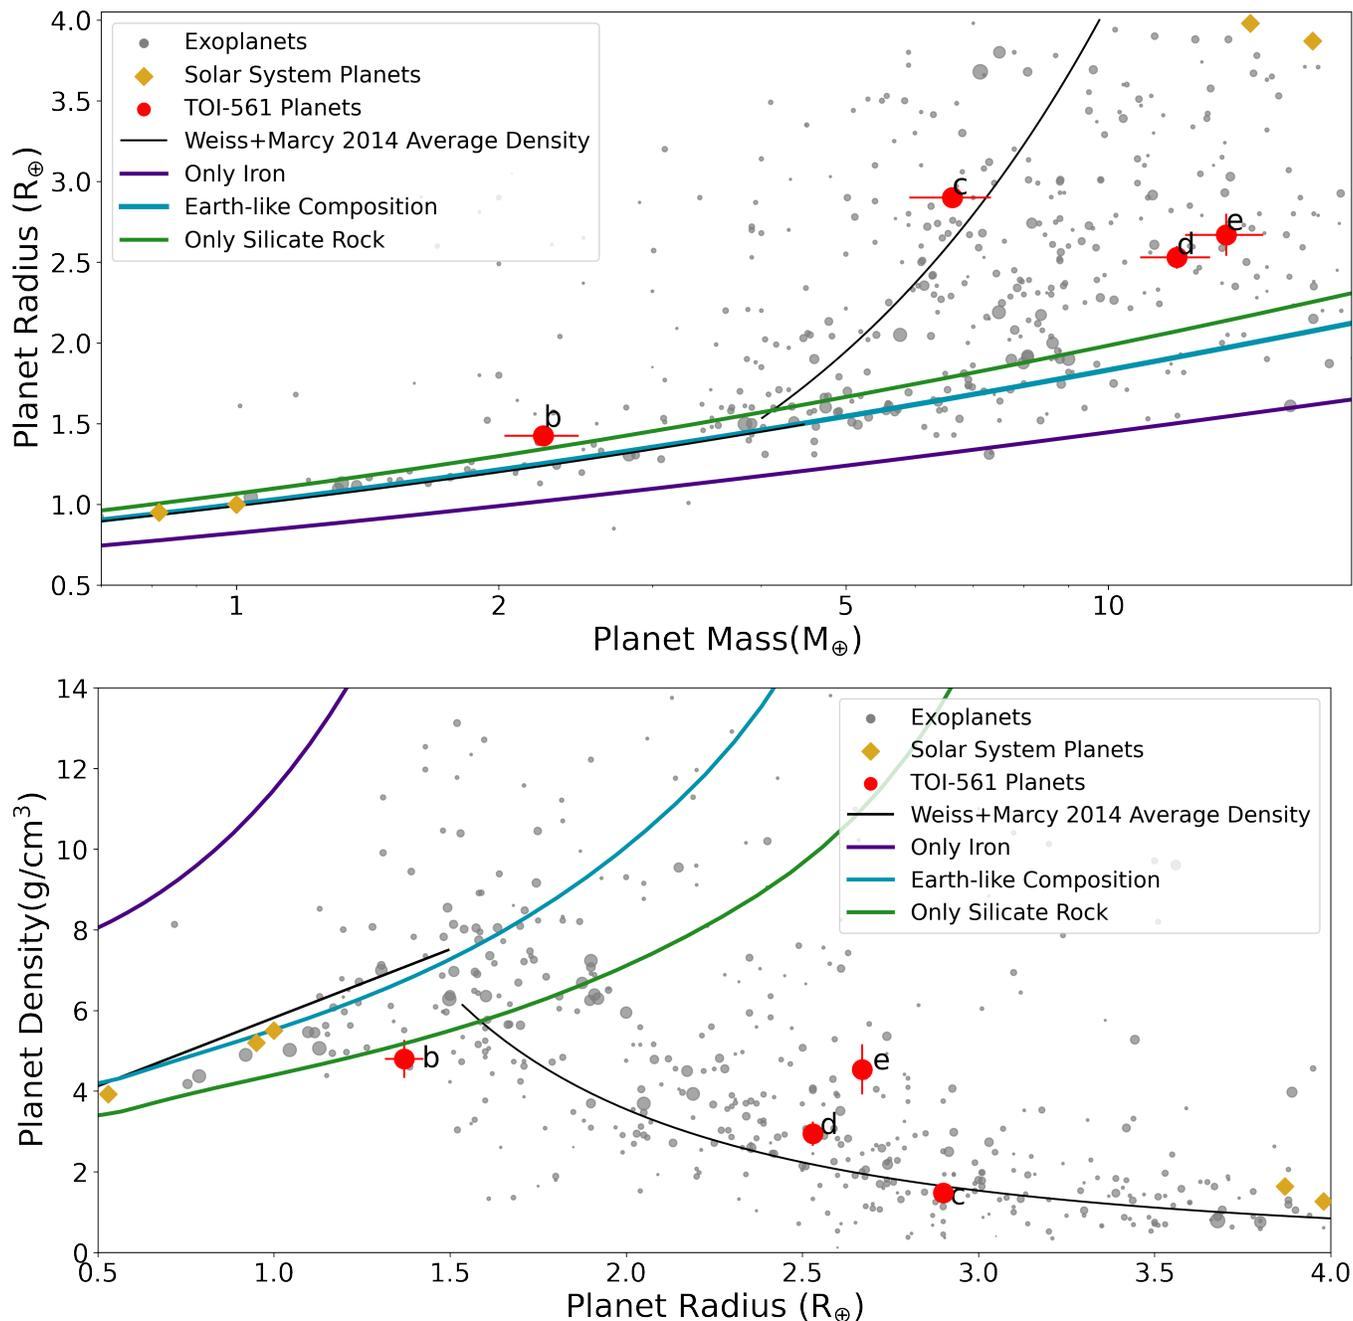 4.0
3.5
3.0
2.5
2.0
1.5
1.0
0.5
Planet Radius (R⊕)
Exoplanets
Solar System Planets
TOI-561 Planets
Weiss+Marcy 2014 Average Density
Only Iron
Earth-like Composition
Only Silicate Rock
c
e
d
b
1 2 5 10
Planet Mass(M⊕)
14
12
10
8
6
4
2
0
Planet Density(g/cm³)
Exoplanets
Solar System Planets
TOI-561 Planets
Weiss+Marcy 2014 Average Density
Only Iron
Earth-like Composition
Only Silicate Rock
b
e
d
c
0.5 1.0 1.5 2.0 2.5 3.0 3.5 4.0
Planet Radius (R⊕)